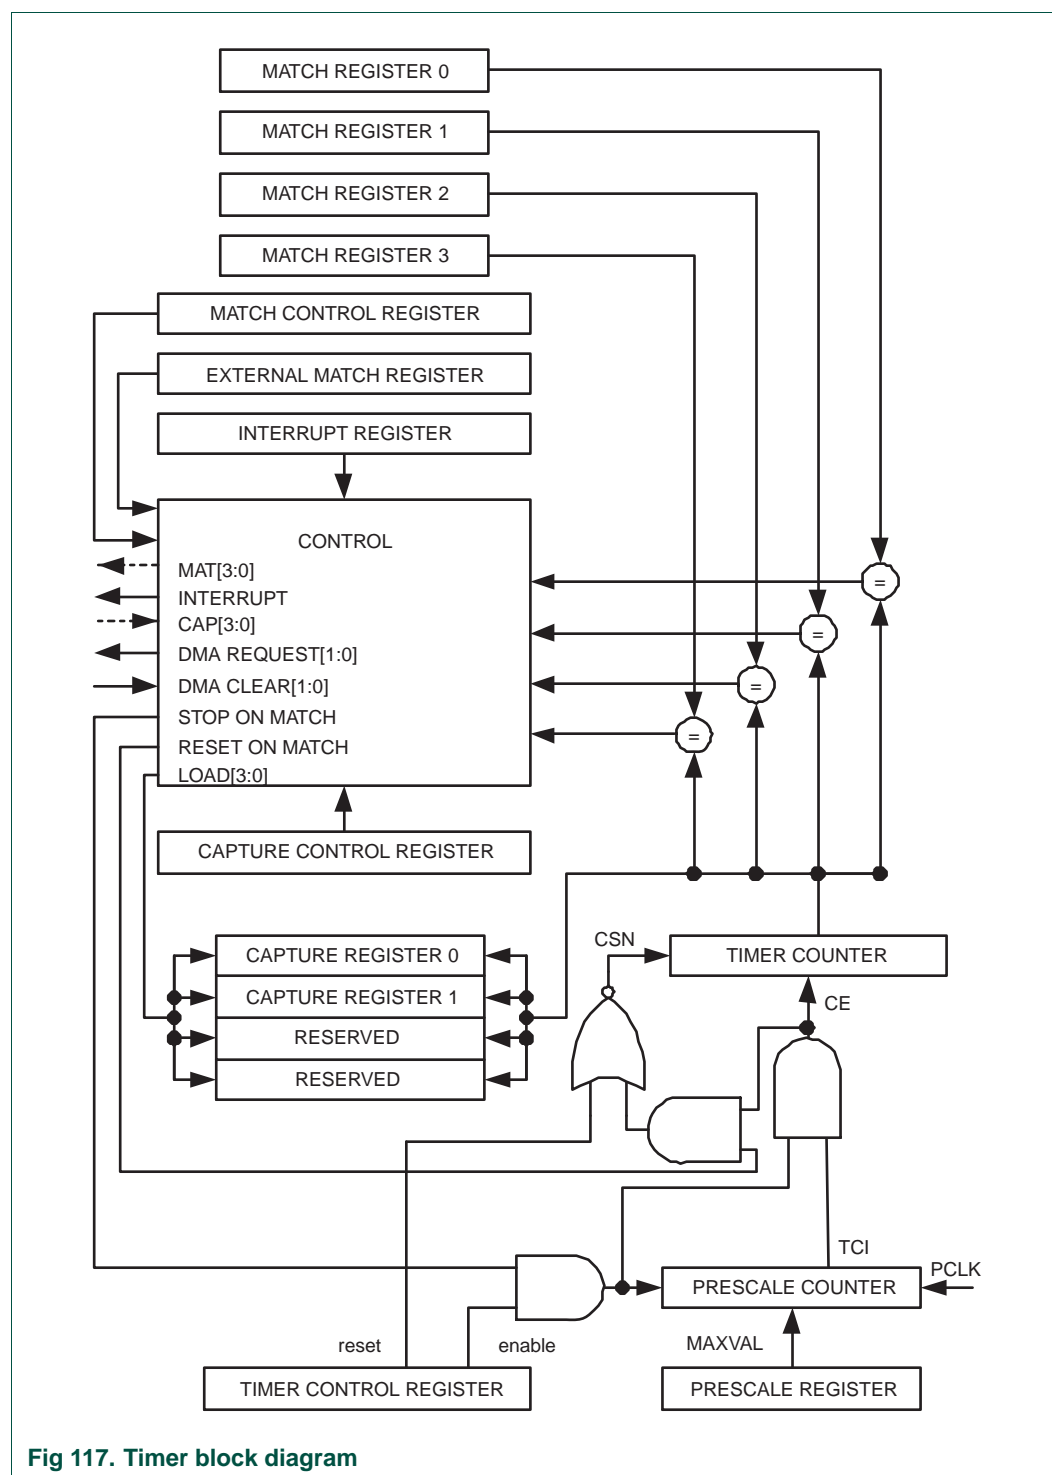 MATCH REGISTER 0
MATCH REGISTER 1
MATCH REGISTER 2
MATCH REGISTER 3
MATCH CONTROL REGISTER
EXTERNAL MATCH REGISTER
INTERRUPT REGISTER
CONTROL
MAT[3:0]
INTERRUPT
CAP[3:0]
DMA REQUEST[1:0]
DMA CLEAR[1:0]
STOP ON MATCH
RESET ON MATCH
LOAD[3:0]
=
=
=
=
CAPTURE CONTROL REGISTER
CSN
TIMER COUNTER
CE
CAPTURE REGISTER 0
CAPTURE REGISTER 1
RESERVED
RESERVED
TCI
PCLK
PRESCALE COUNTER
reset
enable
MAXVAL
TIMER CONTROL REGISTER
PRESCALE REGISTER
Fig 117. Timer block diagram